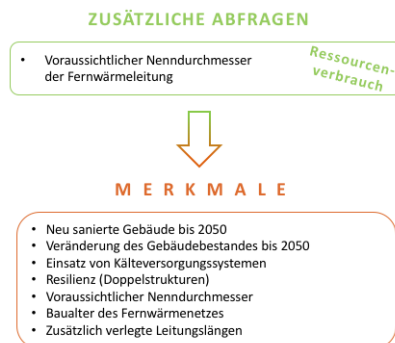 ZUSÄTZLICHE ABFRAGEN
• Voraussichtlicher Nenndurchmesser
der Fernwärmeleitung
Ressourcen-
verbrauch
MERKMALE
• Neu sanierte Gebäude bis 2050
• Veränderung des Gebäudebestandes bis 2050
• Einsatz von Kälteversorgungssystemen
• Resilienz (Doppelstrukturen)
• Voraussichtlicher Nenndurchmesser
• Baualter des Fernwärmenetzes
• Zusätzlich verlegte Leitungslängen